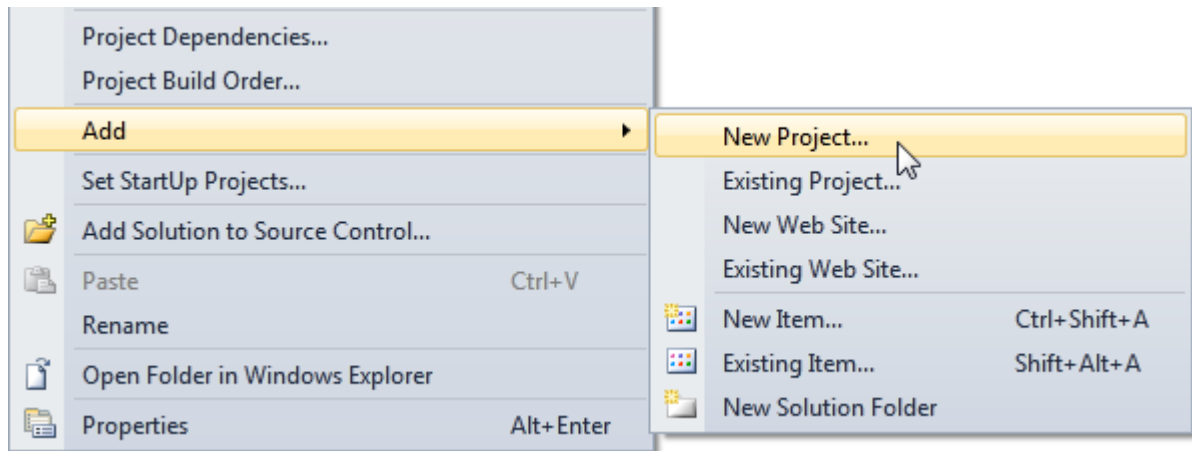 Project Dependencies...
Project Build Order...
Add
Set StartUp Projects...
Add Solution to Source Control...
Paste Ctrl+V
Rename
Open Folder in Windows Explorer
Properties Alt+Enter
New Project...
Existing Project...
New Web Site...
Existing Web Site...
New Item... Ctrl+Shift+A
Existing Item... Shift+Alt+A
New Solution Folder